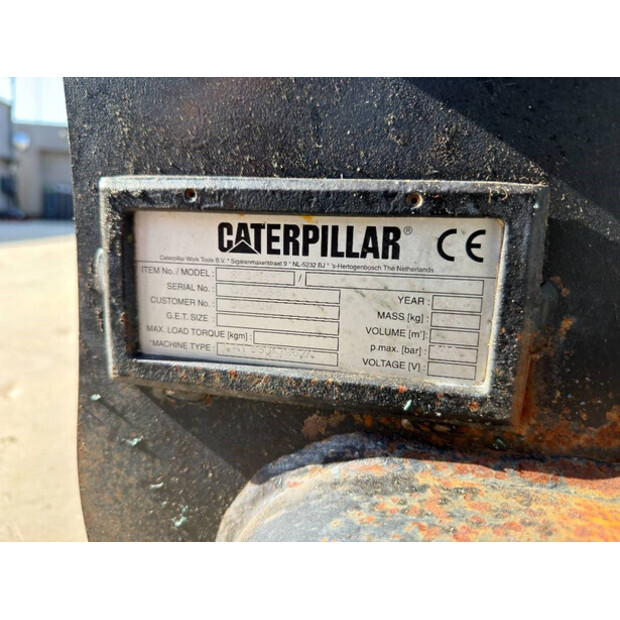 CATERPILLAR® CE
Caterpillar Work Tools B.V. * Sigarenmakerstraat 9 * NL-5232 BJ * 's-Hertogenbosch The Netherlands
ITEM No. / MODEL : /
SERIAL No. :
CUSTOMER No. : YEAR :
G.E.T. SIZE : MASS [kg] :
MAX. LOAD TORQUE [kgm] : VOLUME [m³] :
*MACHINE TYPE : p.max. [bar] :
VOLTAGE [V] :